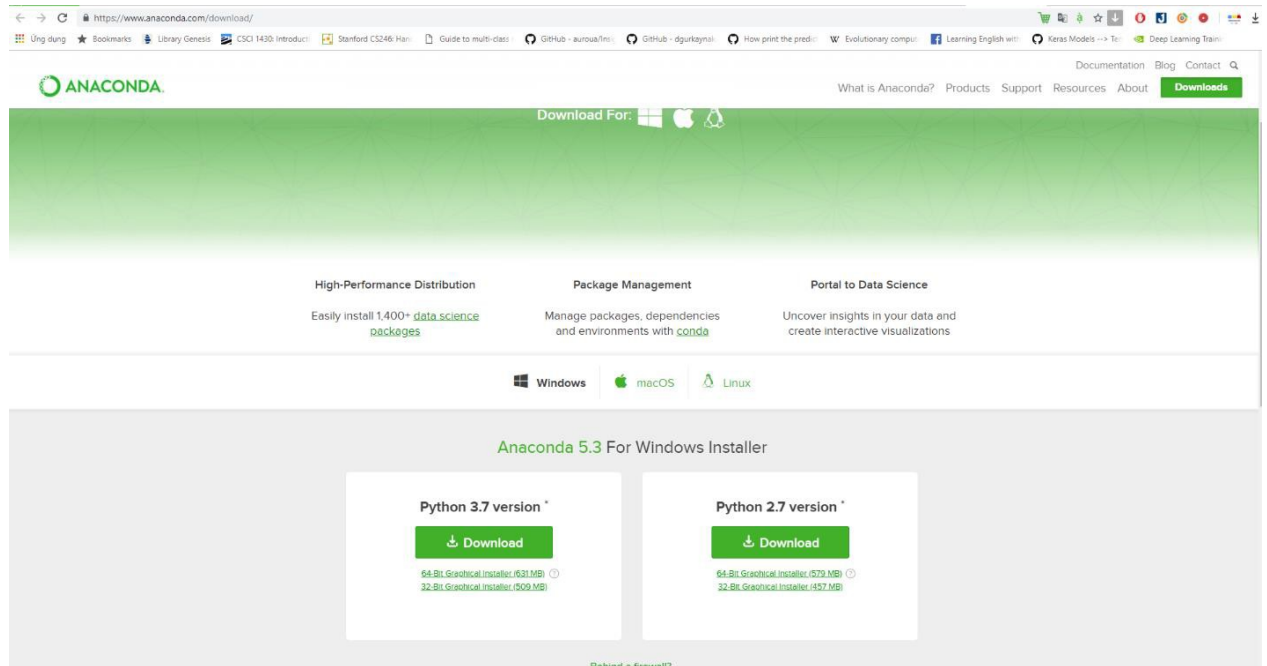 https://www.anaconda.com/download/
Ứng dụng Bookmarks Library Genesis CSCI 1430: Introducti Stanford CS246: Han Guide to multi-class GitHub - auroua/Insi GitHub - dgurkaynak How print the predic Evolutionary comput Learning English with Keras Models --> Te Deep Learning Traini
Documentation Blog Contact
ANACONDA.
What is Anaconda? Products Support Resources About Downloads
Download For:
High-Performance Distribution Package Management Portal to Data Science
Easily install 1,400+ data science Manage packages, dependencies Uncover insights in your data and
packages and environments with conda create interactive visualizations
Windows macOS Linux
Anaconda 5.3 For Windows Installer
Python 3.7 version * Python 2.7 version *
Download Download
64-Bit Graphical Installer (631 MB) ? 64-Bit Graphical Installer (579 MB) ?
32-Bit Graphical Installer (509 MB) 32-Bit Graphical Installer (457 MB)
Behind a firewall?